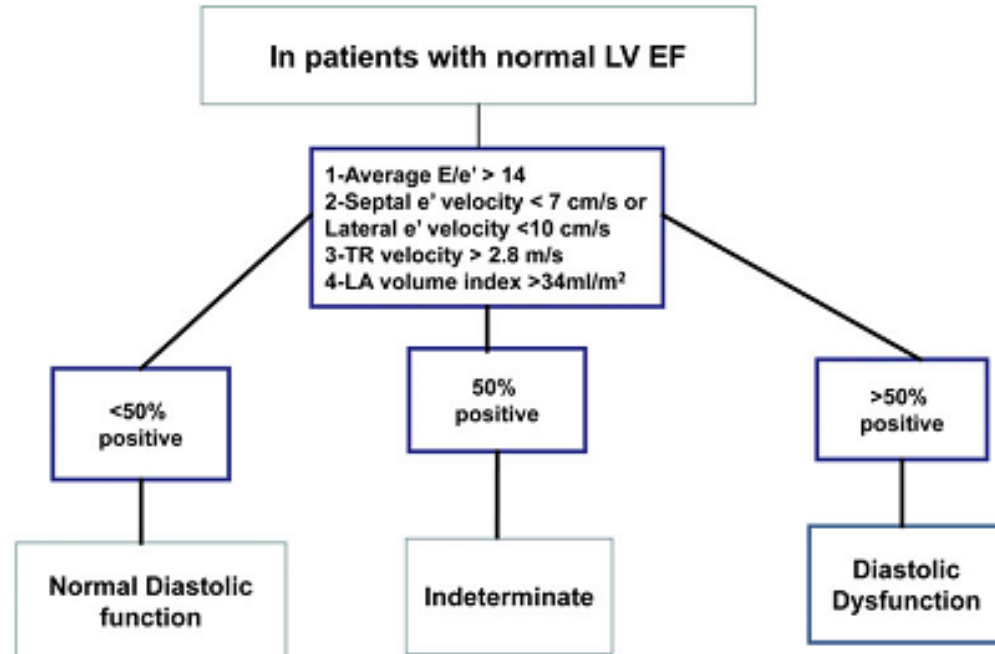 In patients with normal LV EF
1-Average E/e' > 14
2-Septal e' velocity < 7 cm/s or
Lateral e' velocity <10 cm/s
3-TR velocity > 2.8 m/s
4-LA volume index >34ml/m²
<50%
positive
50%
positive
>50%
positive
Normal Diastolic
function
Indeterminate
Diastolic
Dysfunction